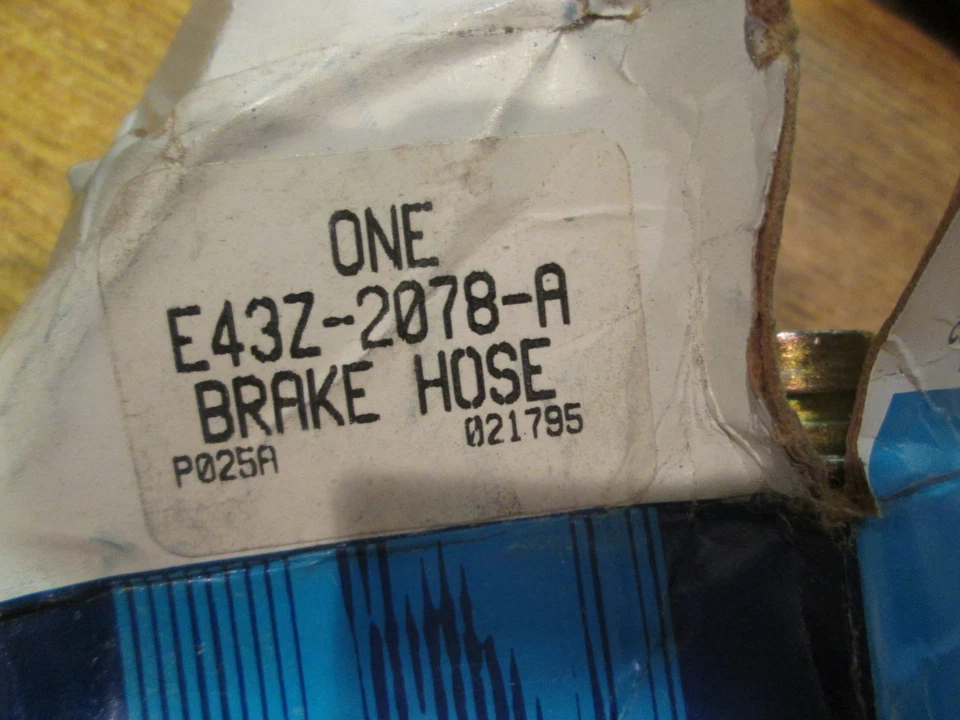 ONE
E43Z-2078-A
BRAKE HOSE
P025A 021795